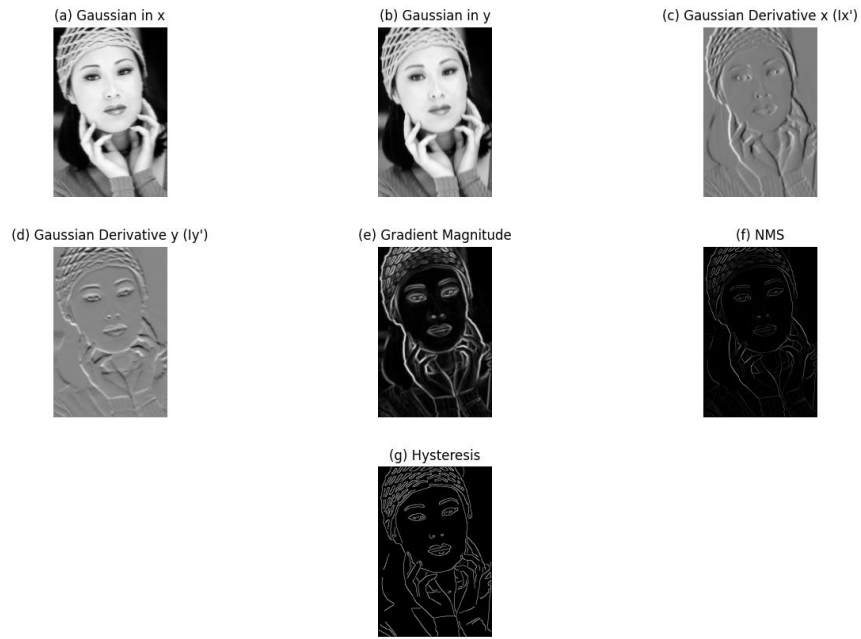 (a) Gaussian in x
(b) Gaussian in y
(c) Gaussian Derivative x (Ix')
(d) Gaussian Derivative y (Iy')
(e) Gradient Magnitude
(f) NMS
(g) Hysteresis